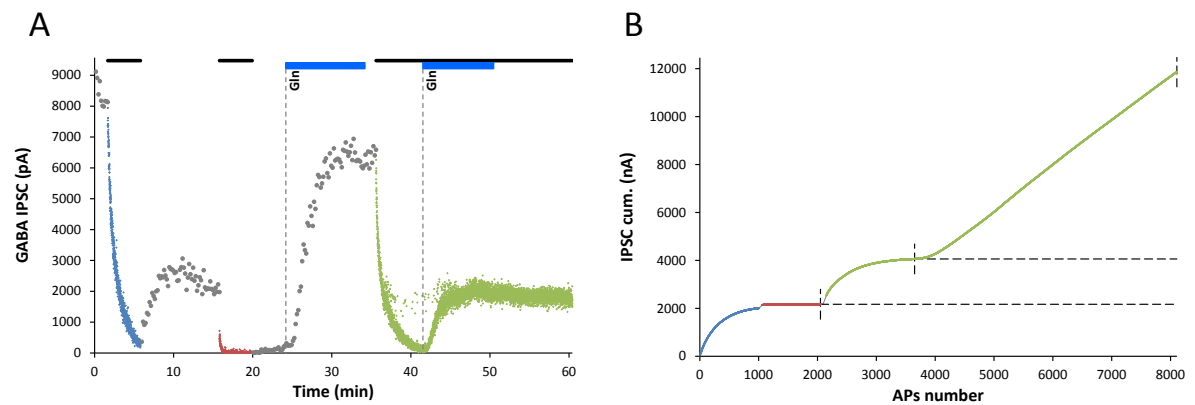 A
B
Gln
Gln
GABA IPSC (pA)
9000
8000
7000
6000
5000
4000
3000
2000
1000
0
0 10 20 30 40 50 60
Time (min)
IPSC cum. (nA)
12000
10000
8000
6000
4000
2000
0
0 1000 2000 3000 4000 5000 6000 7000 8000
APs number